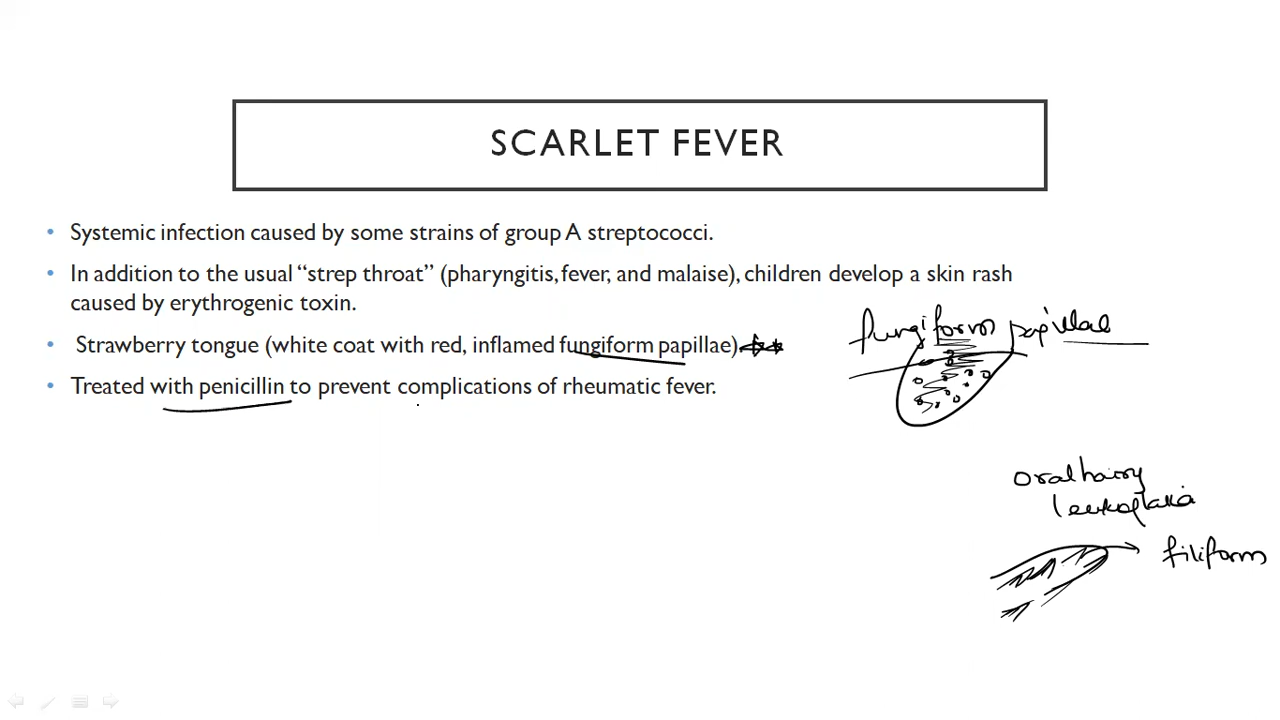 SCARLET FEVER
• Systemic infection caused by some strains of group A streptococci.
• In addition to the usual “strep throat” (pharyngitis, fever, and malaise), children develop a skin rash
caused by erythrogenic toxin.
• Strawberry tongue (white coat with red, inflamed fungiform papillae)
• Treated with penicillin to prevent complications of rheumatic fever.
fungiform papillae
oral hairy
leukoplakia
filiform